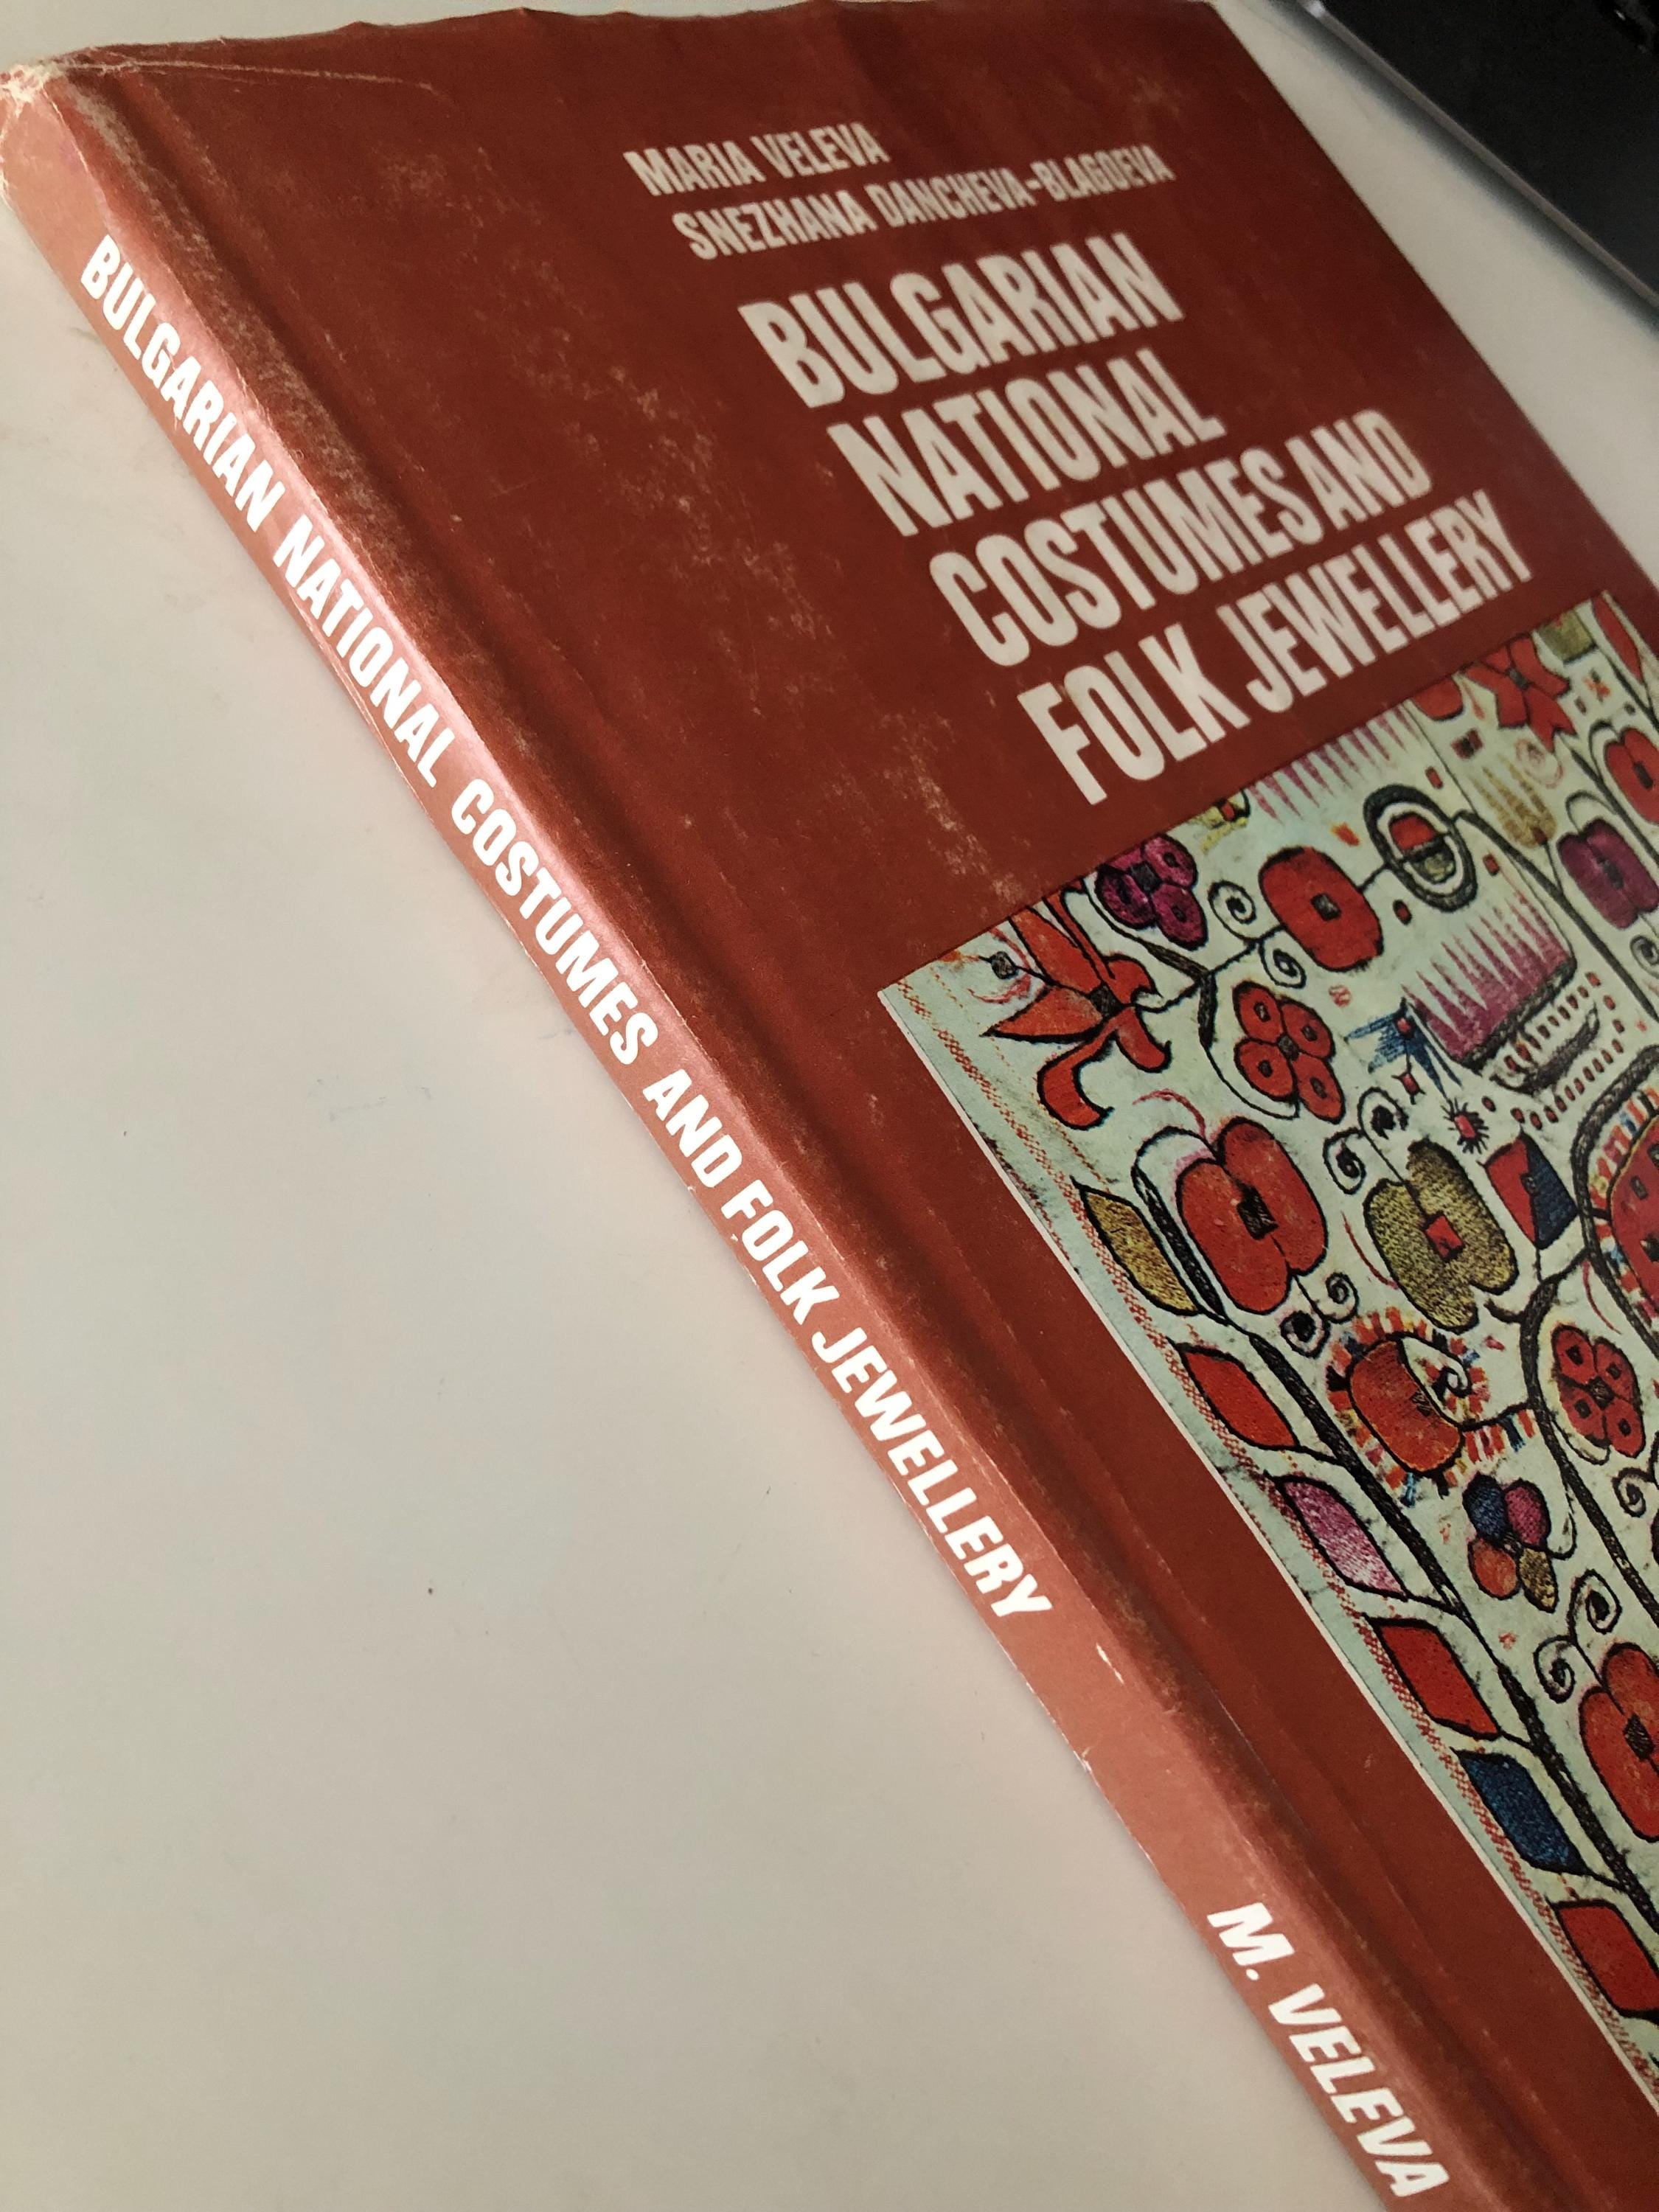 MARIA VELEVA
SNEZHANA DANCHEVA-BLAGOEVA
BULGARIAN
NATIONAL
COSTUMES AND
FOLK JEWELLERY
BULGARIAN NATIONAL COSTUMES AND FOLK JEWELLERY
M. VELEVA